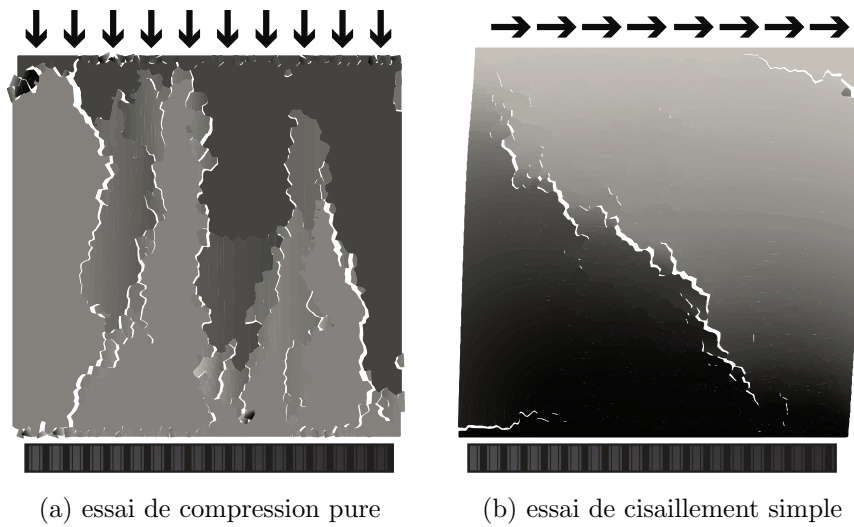 (a) essai de compression pure
(b) essai de cisaillement simple